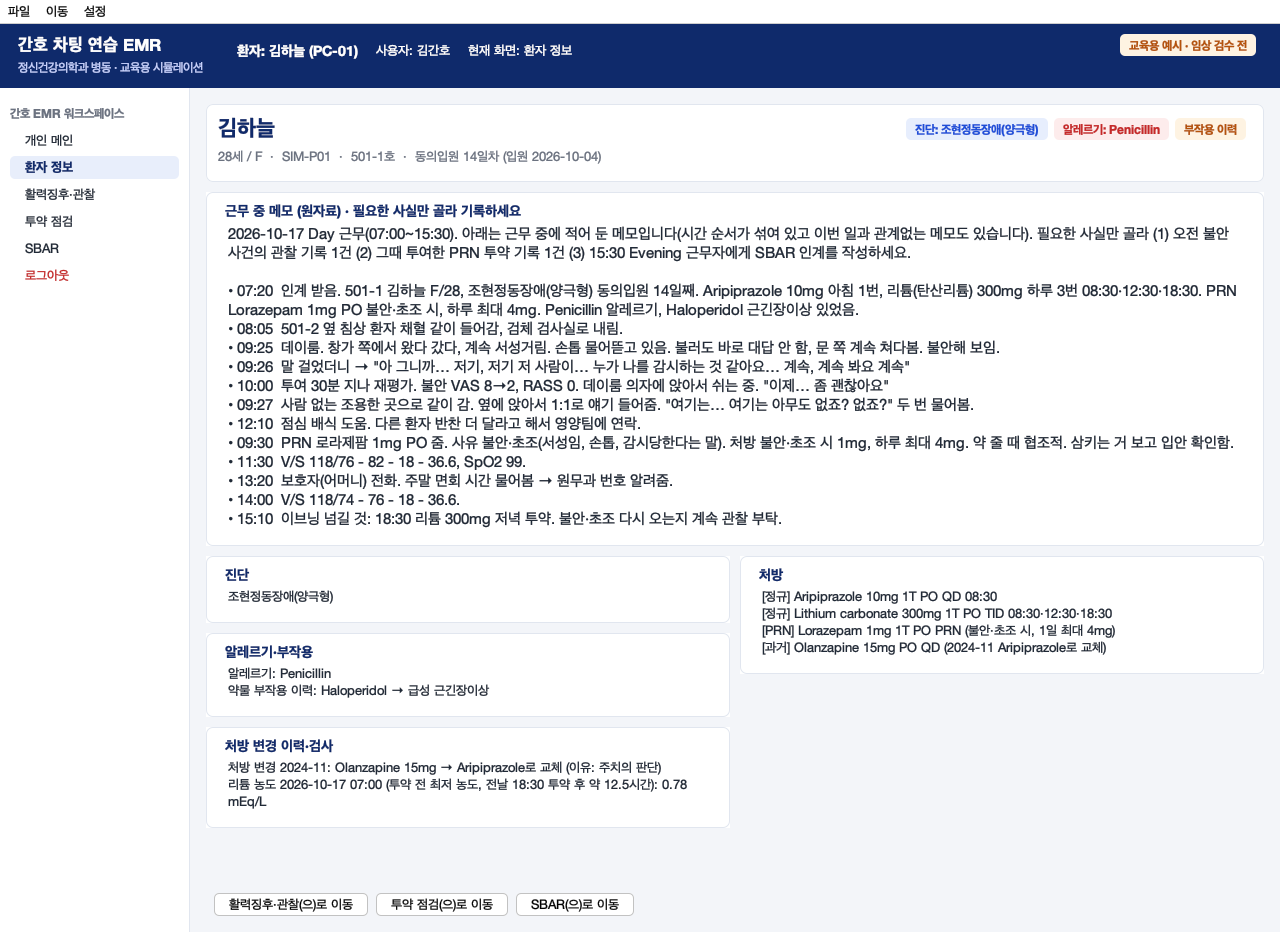 파일 이동 설정
간호 차팅 연습 EMR
정신건강의학과 병동 · 교육용 시뮬레이션
환자: 김하늘 (PC-01) 사용자: 김간호 현재 화면: 환자 정보
교육용 예시 · 임상 검수 전
간호 EMR 워크스페이스
개인 메인
환자 정보
활력징후·관찰
투약 점검
SBAR
로그아웃
김하늘
진단: 조현정동장애(양극형) 알레르기: Penicillin 부작용 이력
28세 / F · SIM-P01 · 501-1호 · 동의입원 14일차 (입원 2026-10-04)
근무 중 메모 (원자료) · 필요한 사실만 골라 기록하세요
2026-10-17 Day 근무(07:00~15:30). 아래는 근무 중에 적어 둔 메모입니다(시간 순서가 섞여 있고 이번 일과 관계없는 메모도 있습니다). 필요한 사실만 골라 (1) 오전 불안
사건의 관찰 기록 1건 (2) 그때 투여한 PRN 투약 기록 1건 (3) 15:30 Evening 근무자에게 SBAR 인계를 작성하세요.
• 07:20 인계 받음. 501-1 김하늘 F/28, 조현정동장애(양극형) 동의입원 14일째. Aripiprazole 10mg 아침 1번, 리튬(탄산리튬) 300mg 하루 3번 08:30·12:30·18:30. PRN
Lorazepam 1mg PO 불안·초조 시, 하루 최대 4mg. Penicillin 알레르기, Haloperidol 근긴장이상 있었음.
• 08:05 501-2 옆 침상 환자 채혈 같이 들어감, 검체 검사실로 내림.
• 09:25 데이룸. 창가 쪽에서 왔다 갔다, 계속 서성거림. 손톱 물어뜯고 있음. 불러도 바로 대답 안 함, 문 쪽 계속 쳐다봄. 불안해 보임.
• 09:26 말 걸었더니 → "아 그니까… 저기, 저기 저 사람이… 누가 나를 감시하는 것 같아요… 계속, 계속 봐요 계속"
• 10:00 투여 30분 지나 재평가. 불안 VAS 8→2, RASS 0. 데이룸 의자에 앉아서 쉬는 중. "이제… 좀 괜찮아요"
• 09:27 사람 없는 조용한 곳으로 같이 감. 옆에 앉아서 1:1로 얘기 들어줌. "여기는… 여기는 아무도 없죠? 없죠?" 두 번 물어봄.
• 12:10 점심 배식 도움. 다른 환자 반찬 더 달라고 해서 영양팀에 연락.
• 09:30 PRN 로라제팜 1mg PO 줌. 사유 불안·초조(서성임, 손톱, 감시당한다는 말). 처방 불안·초조 시 1mg, 하루 최대 4mg. 약 줄 때 협조적. 삼키는 거 보고 입안 확인함.
• 11:30 V/S 118/76 - 82 - 18 - 36.6, SpO2 99.
• 13:20 보호자(어머니) 전화. 주말 면회 시간 물어봄 → 원무과 번호 알려줌.
• 14:00 V/S 118/74 - 76 - 18 - 36.6.
• 15:10 이브닝 넘길 것: 18:30 리튬 300mg 저녁 투약. 불안·초조 다시 오는지 계속 관찰 부탁.
진단
조현정동장애(양극형)
알레르기·부작용
알레르기: Penicillin
약물 부작용 이력: Haloperidol → 급성 근긴장이상
처방 변경 이력·검사
처방 변경 2024-11: Olanzapine 15mg → Aripiprazole로 교체 (이유: 주치의 판단)
리튬 농도 2026-10-17 07:00 (투약 전 최저 농도, 전날 18:30 투약 후 약 12.5시간): 0.78
mEq/L
처방
[정규] Aripiprazole 10mg 1T PO QD 08:30
[정규] Lithium carbonate 300mg 1T PO TID 08:30·12:30·18:30
[PRN] Lorazepam 1mg 1T PO PRN (불안·초조 시, 1일 최대 4mg)
[과거] Olanzapine 15mg PO QD (2024-11 Aripiprazole로 교체)
활력징후·관찰(으)로 이동 투약 점검(으)로 이동 SBAR(으)로 이동